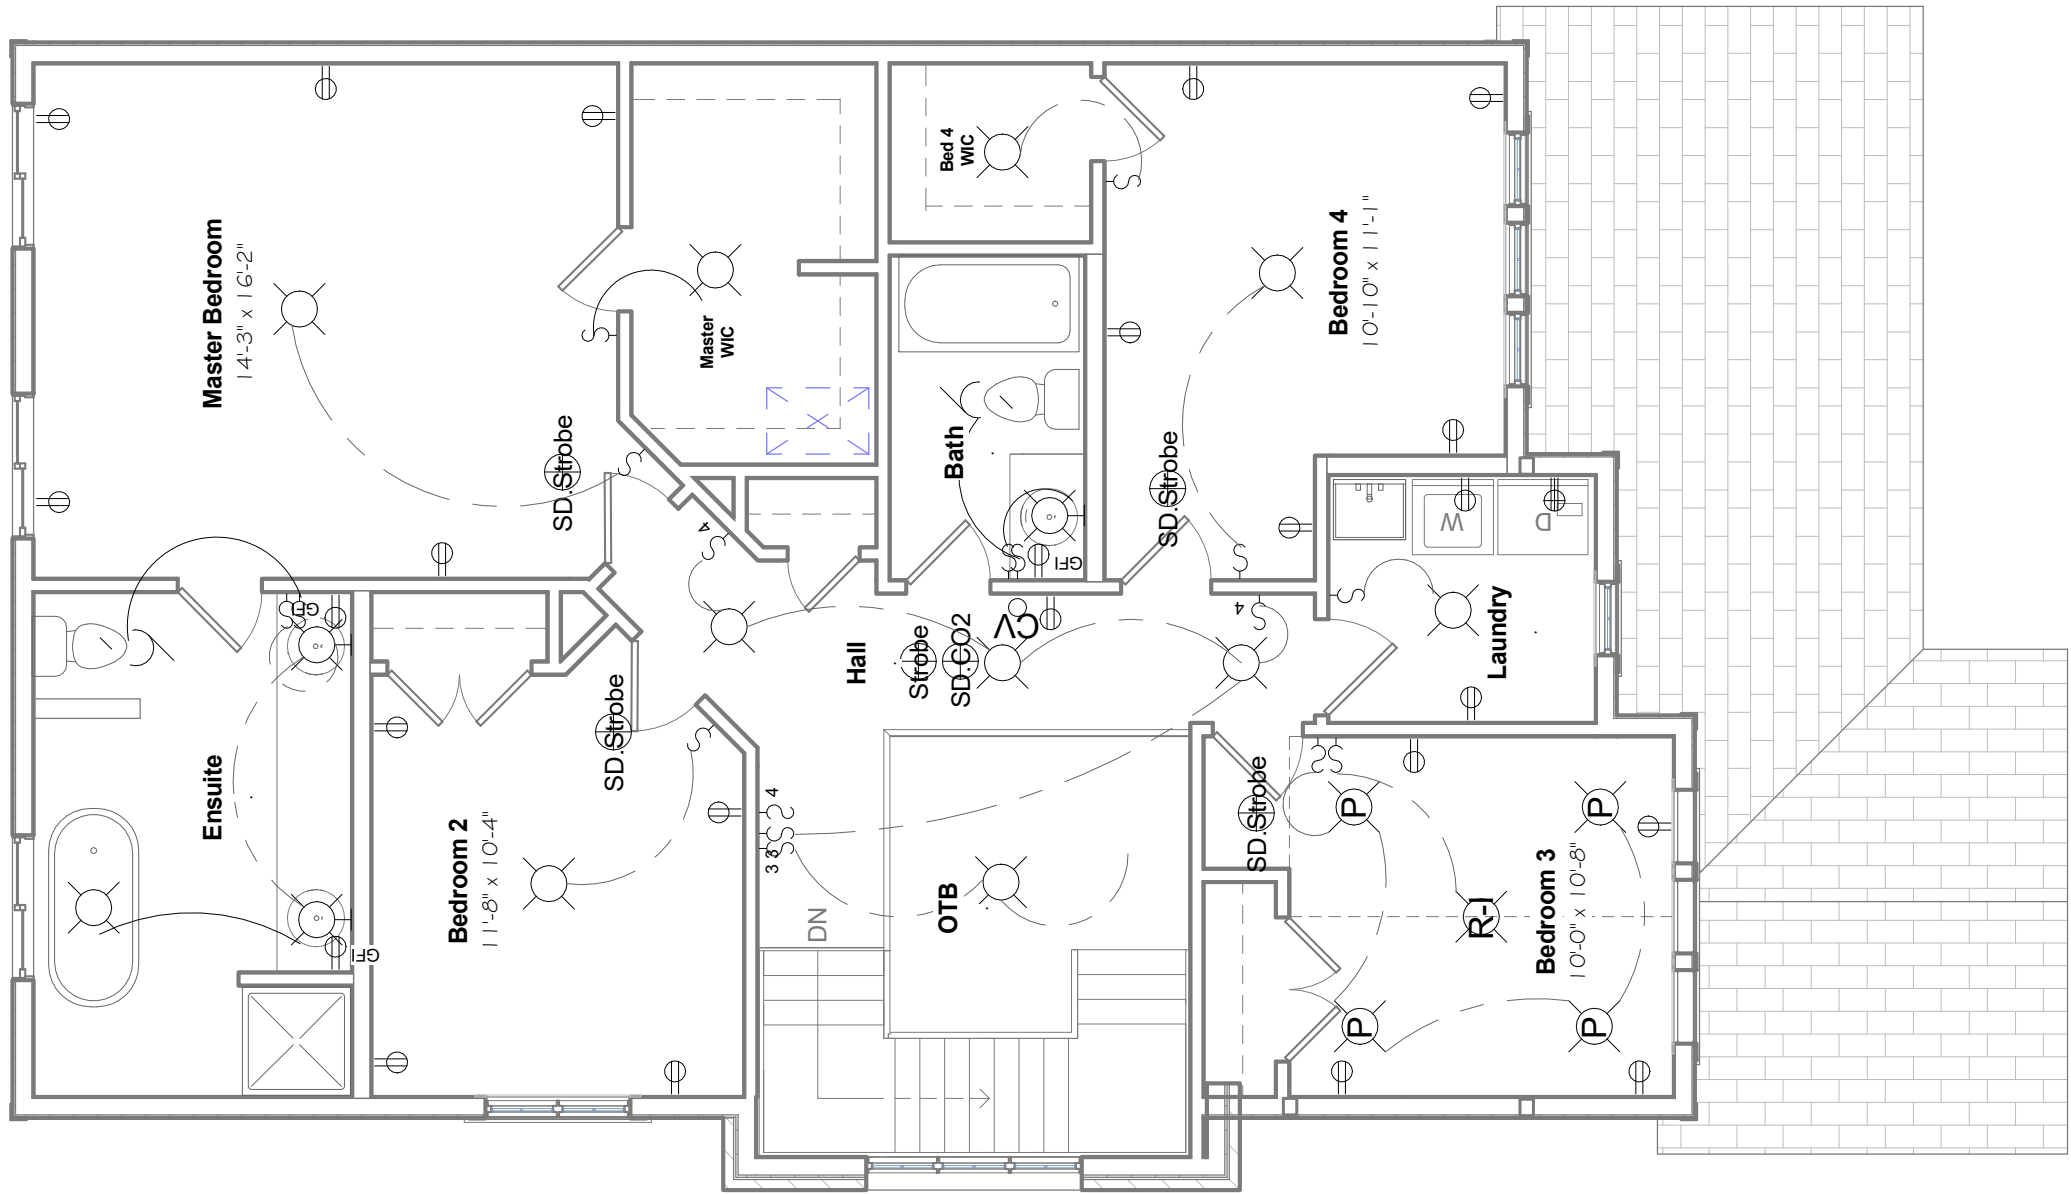 Master Bedroom
14'-3" x 16'-2"
SD.Strobe
Master
WIC
Bed 4
WIC
Bedroom 4
10'-10" x 11'-1"
SD.Strobe
Bath
GFI
W
D
Laundry
4
4
CV
Hall
Strobe
SD.CO2
GFI
Ensuite
GFI
SD.Strobe
Bedroom 2
11'-8" x 10'-4"
4
3
3
DN
OTB
SD.Strobe
P
P
R-I
Bedroom 3
10'-0" x 10'-8"
P
P